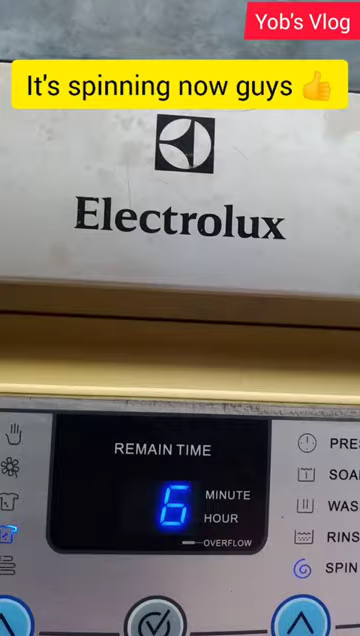 Yob's Vlog
It's spinning now guys 👍
Electrolux
REMAIN TIME
6
MINUTE
HOUR
OVERFLOW
SPIN